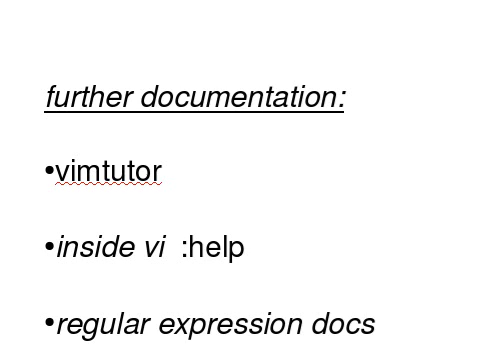 further documentation:
•vimtutor
•inside vi :help
•regular expression docs